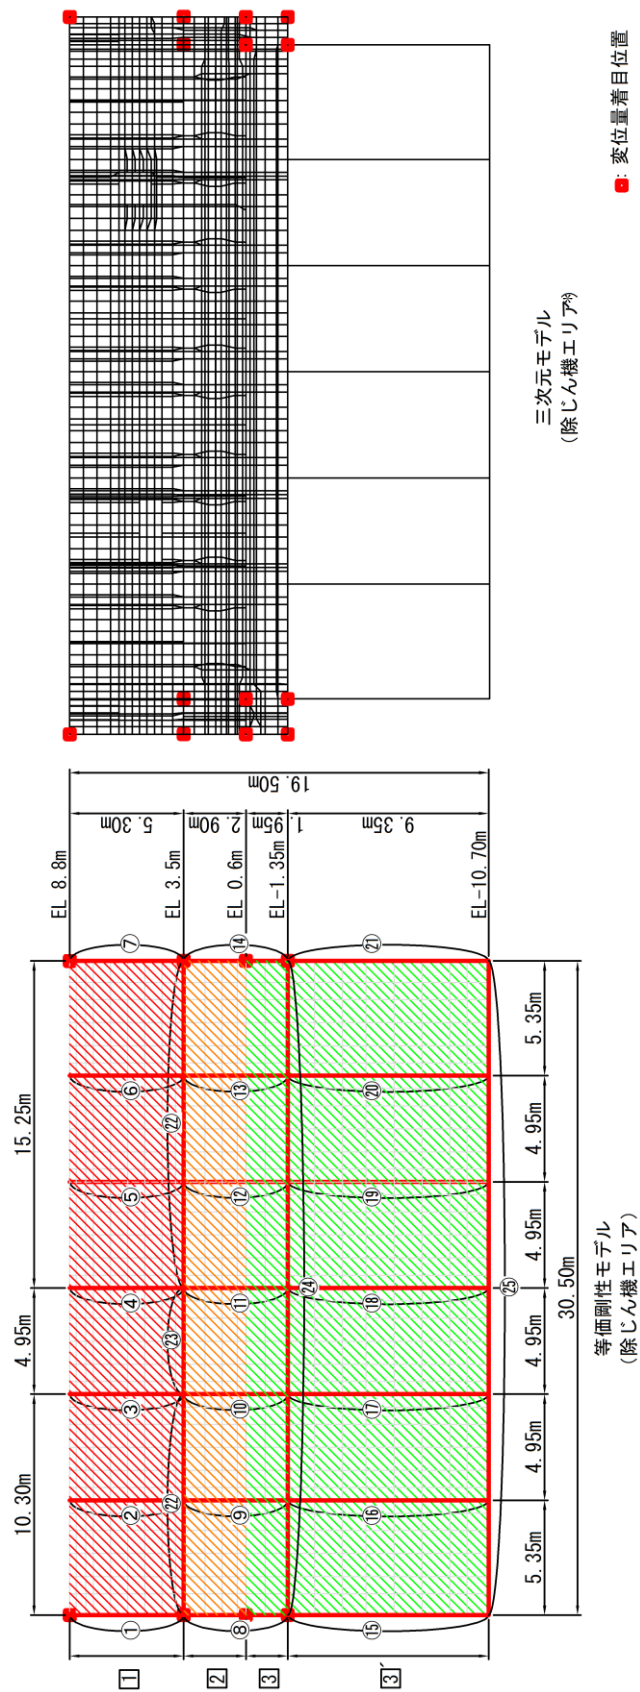 10.30m
4.95m
15.25m
EL 8.8m
EL 3.5m
EL 0.6m
EL-1.35m
EL-10.70m
5.30m
2.90m
1.95m
9.35m
19.50m
1
2
3
3´
①
②
③
④
⑤
⑥
⑦
㉒
㉓
㉒
⑧
⑨
⑩
⑪
⑫
⑬
⑭
㉔
⑮
⑯
⑰
⑱
⑲
⑳
㉑
㉕
5.35m
4.95m
4.95m
4.95m
4.95m
5.35m
30.50m
等価剛性モデル
(除じん機エリア)
三次元モデル
(除じん機エリア※)
: 変位量着目位置